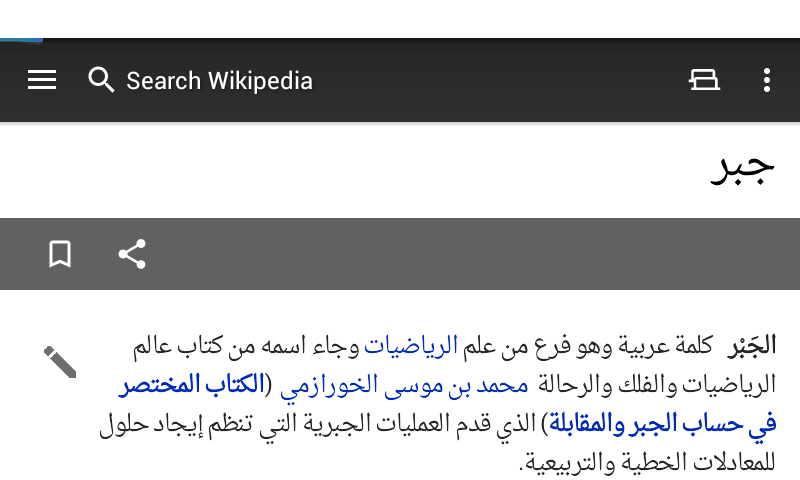 Search Wikipedia
جبر
الجَبْر كلمة عربية وهو فرع من علم الرياضيات وجاء اسمه من كتاب عالم
الرياضيات والفلك والرحالة محمد بن موسى الخورازمي (الكتاب المختصر
في حساب الجبر والمقابلة) الذي قدم العمليات الجبرية التي تنظم إيجاد حلول
للمعادلات الخطية والتربيعية.